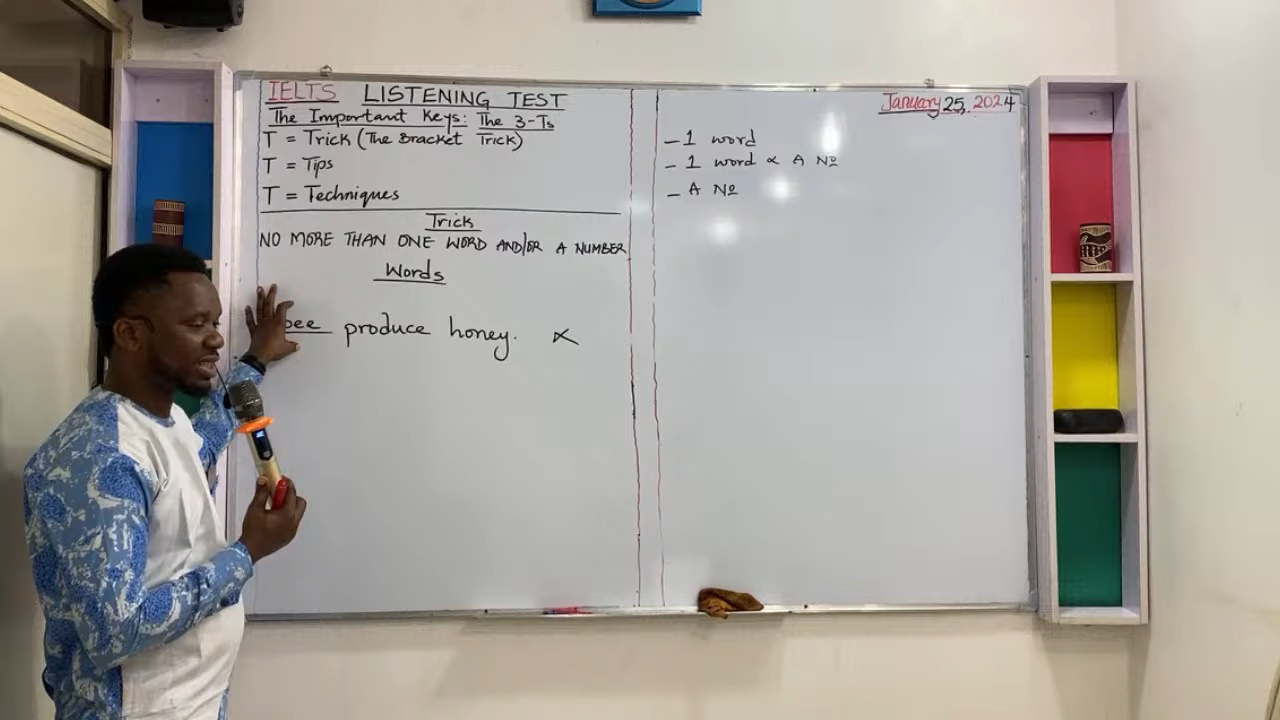 IELTS LISTENING TEST
The Important Keys: The 3-Ts
T = Trick (The Bracket Trick)
T = Tips
T = Techniques
Trick
NO MORE THAN ONE WORD AND/OR A NUMBER
Words
bee produce honey. ∝
January 25, 2024
- 1 word
- 1 word ∝ A Nº
- A Nº